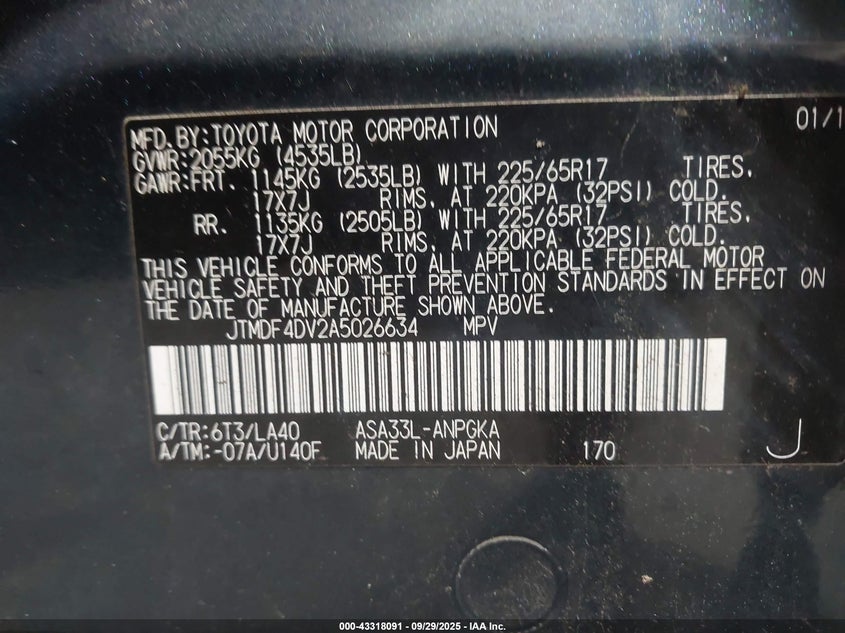 01/1
MFD.BY:TOYOTA MOTOR CORPORATION
GVWR:2055KG (4535LB)
GAWR:FRT. 1145KG (2535LB) WITH 225/65R17 TIRES.
17X7J RIMS. AT 220KPA (32PSI) COLD.
RR. 1135KG (2505LB) WITH 225/65R17 TIRES.
17X7J RIMS. AT 220KPA (32PSI) COLD.
THIS VEHICLE CONFORMS TO ALL APPLICABLE FEDERAL MOTOR
VEHICLE SAFETY AND THEFT PREVENTION STANDARDS IN EFFECT ON
THE DATE OF MANUFACTURE SHOWN ABOVE.
JTMDF4DV2A5026634 MPV
C/TR:6T3/LA40 ASA33L-ANPGKA
A/TM:-07A/U140F MADE IN JAPAN 170 J
000-43318091 - 09/29/2025 - IAA Inc.